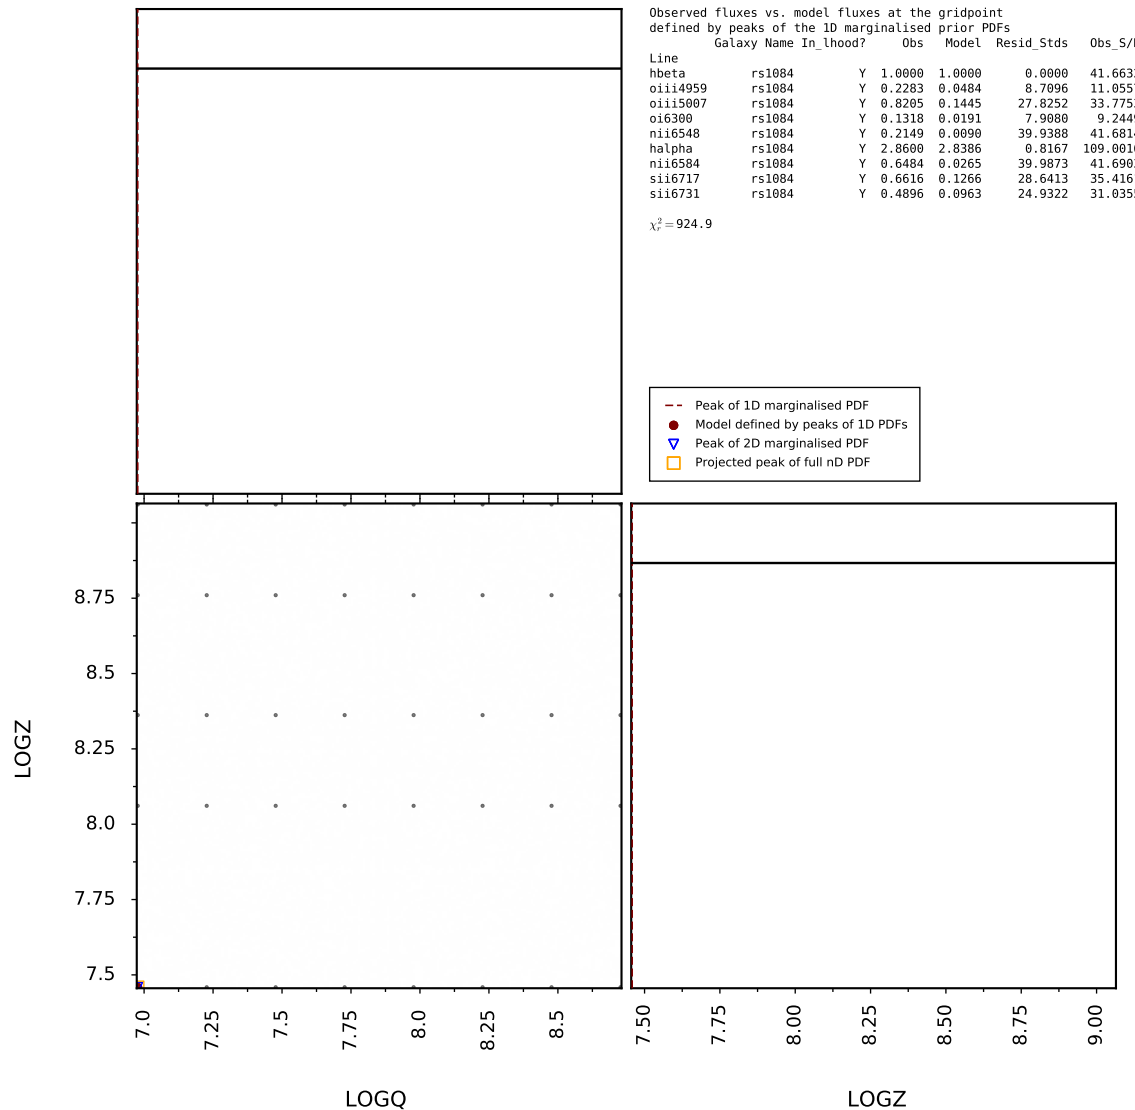 Observed fluxes vs. model fluxes at the gridpoint
defined by peaks of the 1D marginalised prior PDFs
Galaxy Name In_lhood? Obs Model Resid_Stds Obs_S/
Line
hbeta rs1084 Y 1.0000 1.0000 0.0000 41.663
oiii4959 rs1084 Y 0.2283 0.0484 8.7096 11.055
oiii5007 rs1084 Y 0.8205 0.1445 27.8252 33.775
oi6300 rs1084 Y 0.1318 0.0191 7.9080 9.244
nii6548 rs1084 Y 0.2149 0.0090 39.9388 41.681
halpha rs1084 Y 2.8600 2.8386 0.8167 109.001
nii6584 rs1084 Y 0.6484 0.0265 39.9873 41.690
sii6717 rs1084 Y 0.6616 0.1266 28.6413 35.416
sii6731 rs1084 Y 0.4896 0.0963 24.9322 31.035
χ²ᵣ = 924.9
Peak of 1D marginalised PDF
Model defined by peaks of 1D PDFs
Peak of 2D marginalised PDF
Projected peak of full nD PDF
8.75
8.5
8.25
8.0
7.75
7.5
LOGZ
7.0 7.25 7.5 7.75 8.0 8.25 8.5
LOGQ
7.50 7.75 8.00 8.25 8.50 8.75 9.00
LOGZ